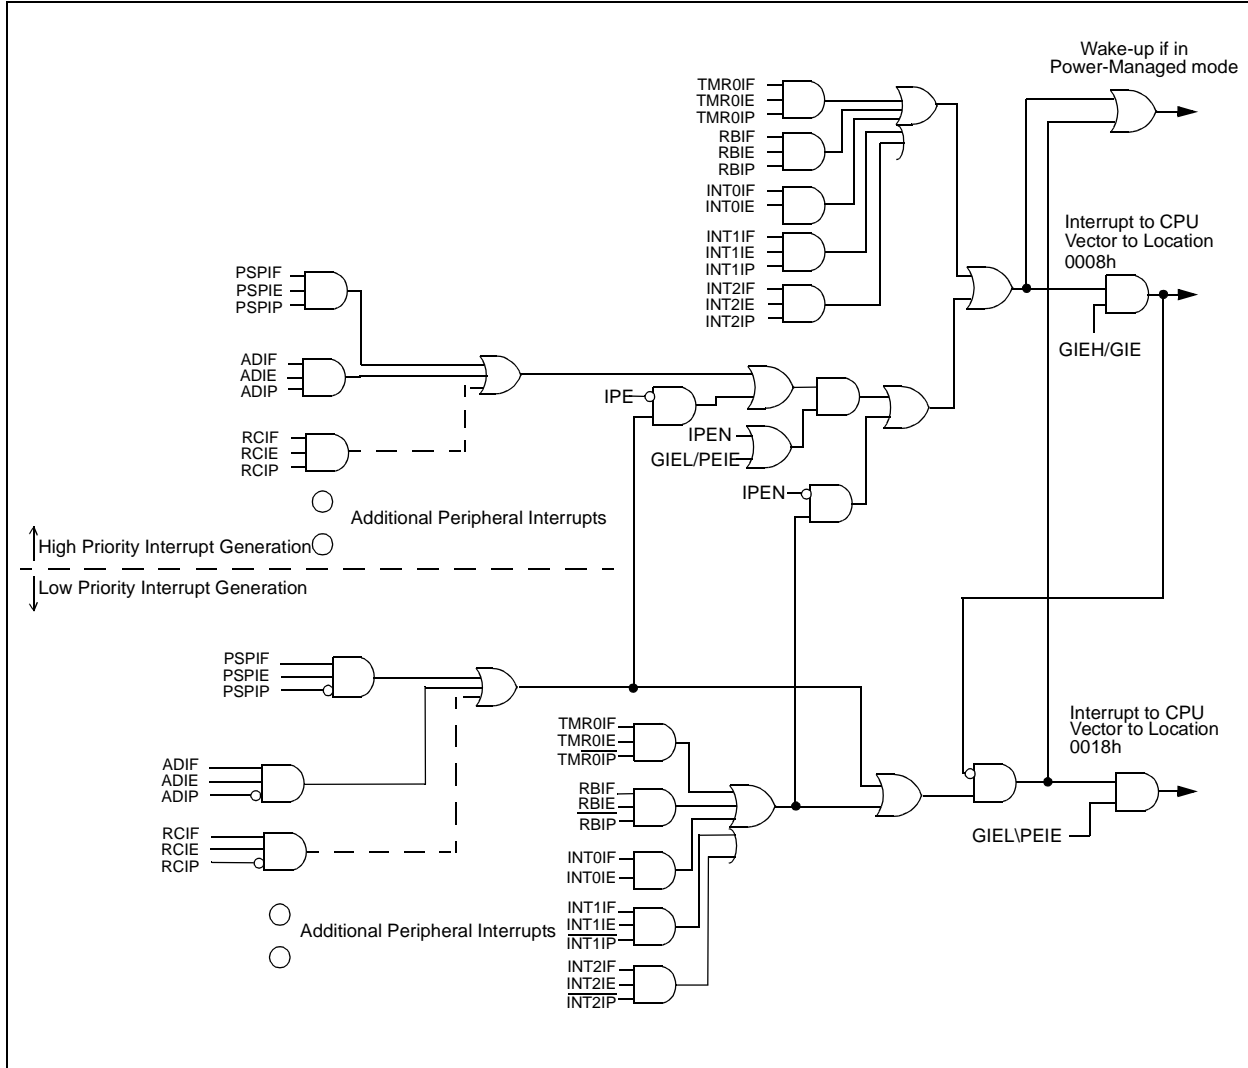 Wake-up if in
Power-Managed mode
TMR0IF
TMR0IE
TMR0IP
RBIF
RBIE
RBIP
INT0IF
INT0IE
INT1IF
INT1IE
INT1IP
INT2IF
INT2IE
INT2IP
Interrupt to CPU
Vector to Location
0008h
GIEH/GIE
PSPIF
PSPIE
PSPIP
ADIF
ADIE
ADIP
RCIF
RCIE
RCIP
IPE
IPEN
GIEL/PEIE
IPEN
Additional Peripheral Interrupts
High Priority Interrupt Generation
Low Priority Interrupt Generation
PSPIF
PSPIE
PSPIP
ADIF
ADIE
ADIP
RCIF
RCIE
RCIP
Additional Peripheral Interrupts
TMR0IF
TMR0IE
TMR0IP
RBIF
RBIE
RBIP
INT0IF
INT0IE
INT1IF
INT1IE
INT1IP
INT2IF
INT2IE
INT2IP
Interrupt to CPU
Vector to Location
0018h
GIEL\PEIE